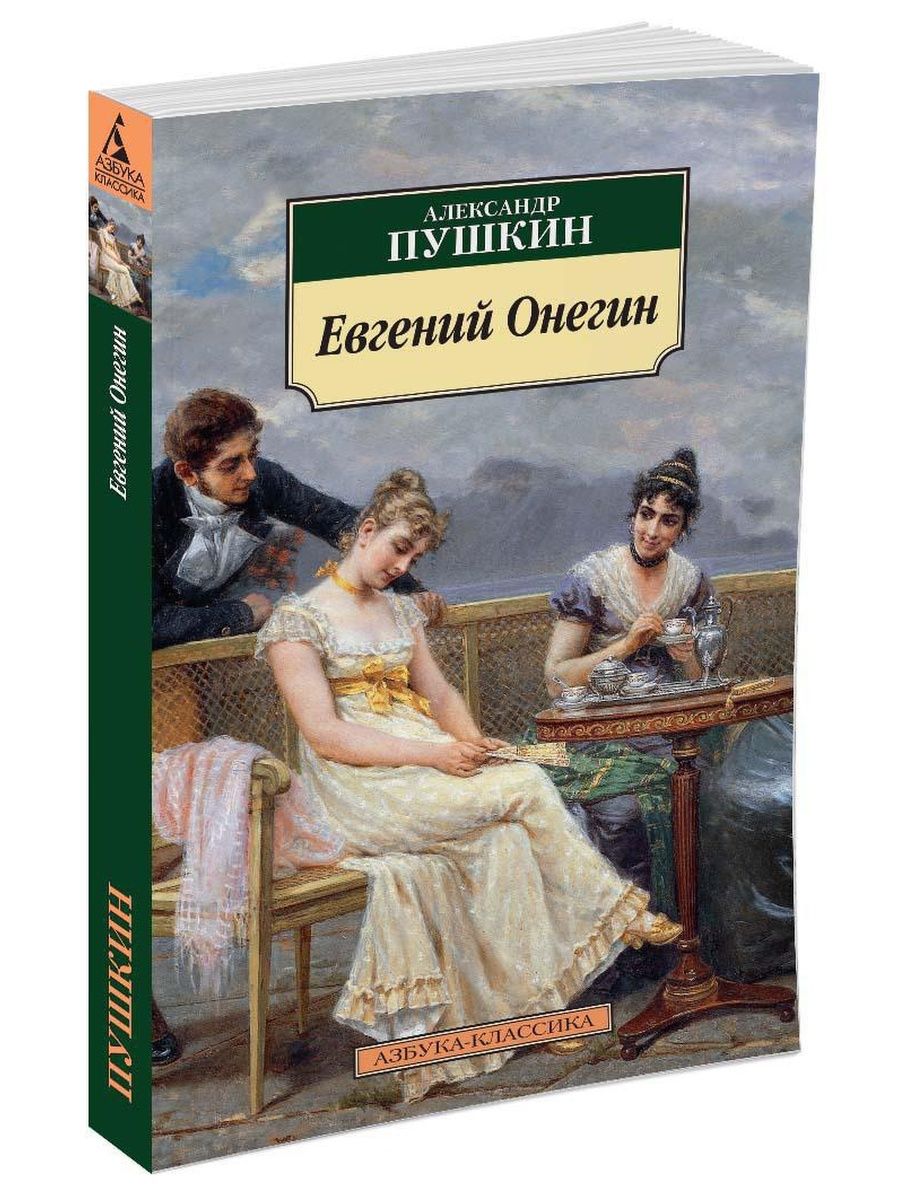 АЗБУКА
КЛАССИКА
Евгений Онегин
ПУШКИН
АЛЕКСАНДР
ПУШКИН
Евгений Онегин
АЗБУКА-КЛАССИКА